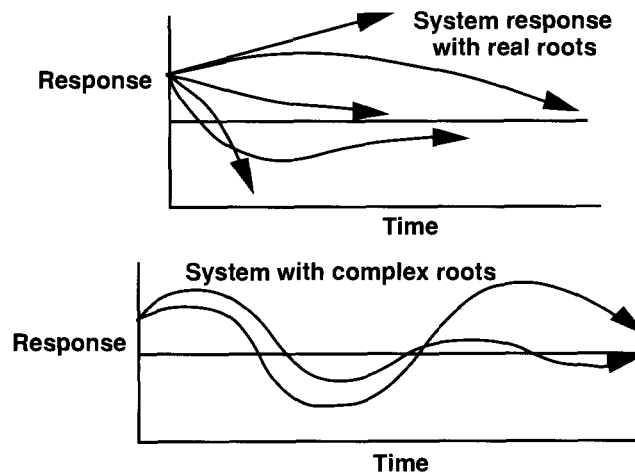 System response
with real roots
Response
Time
System with complex roots
Response
Time